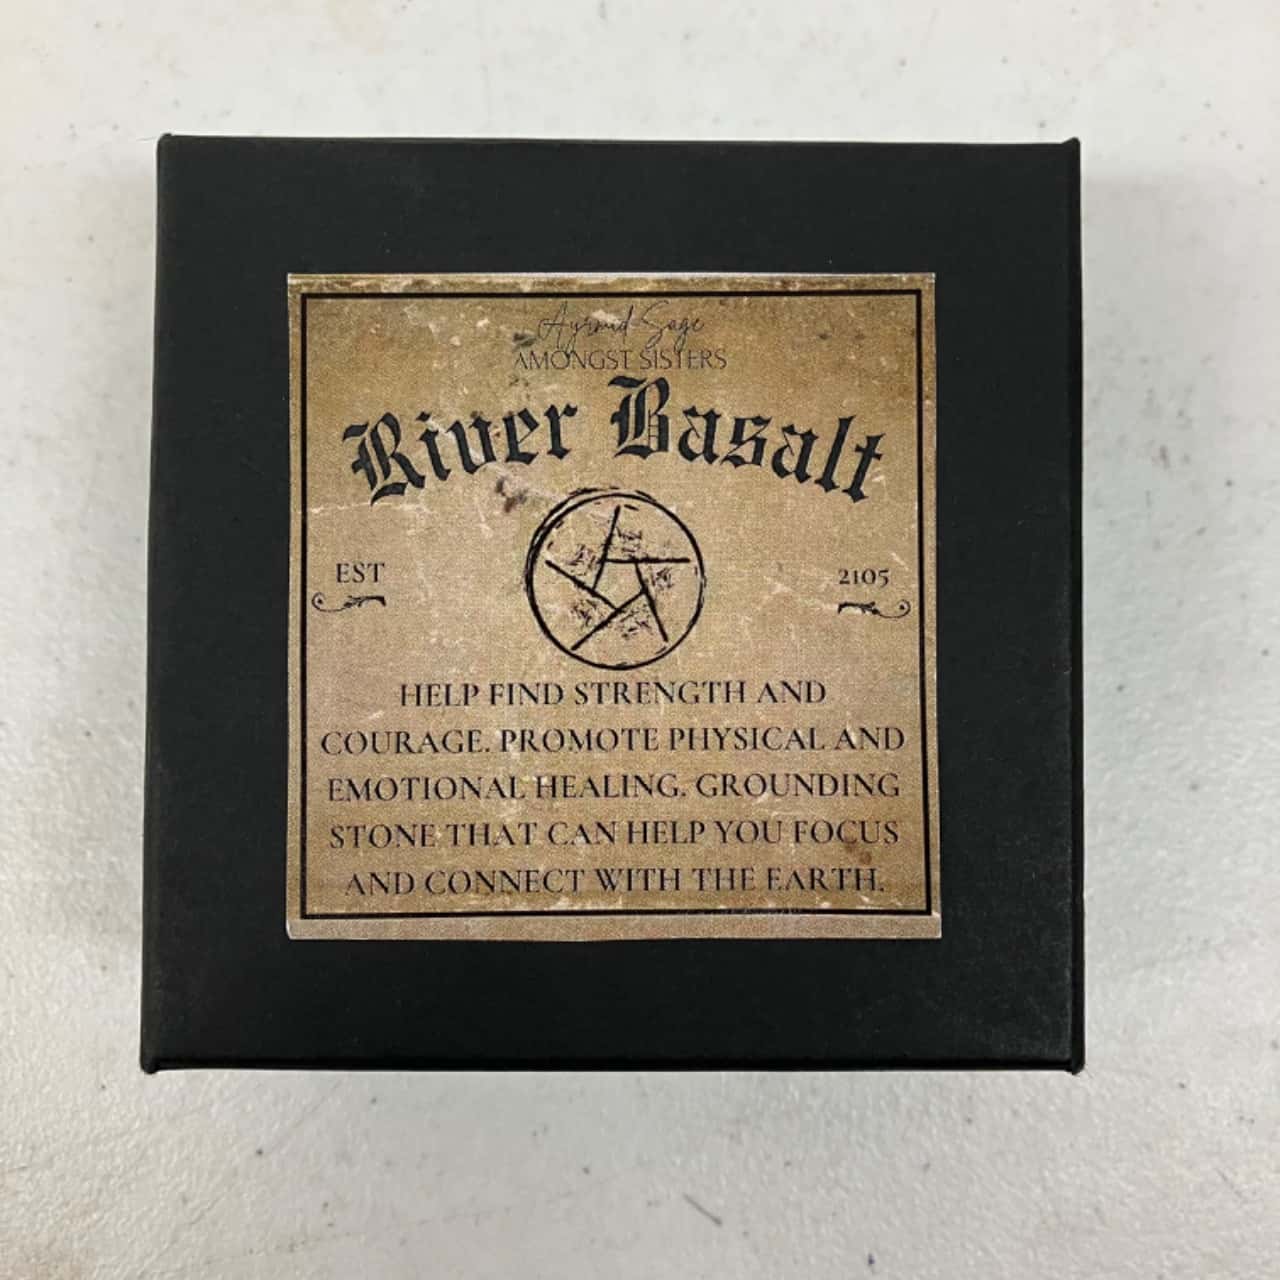 Ayrmid Sage
AMONGST SISTERS
River Basalt
EST
2105
HELP FIND STRENGTH AND
COURAGE. PROMOTE PHYSICAL AND
EMOTIONAL HEALING. GROUNDING
STONE THAT CAN HELP YOU FOCUS
AND CONNECT WITH THE EARTH.